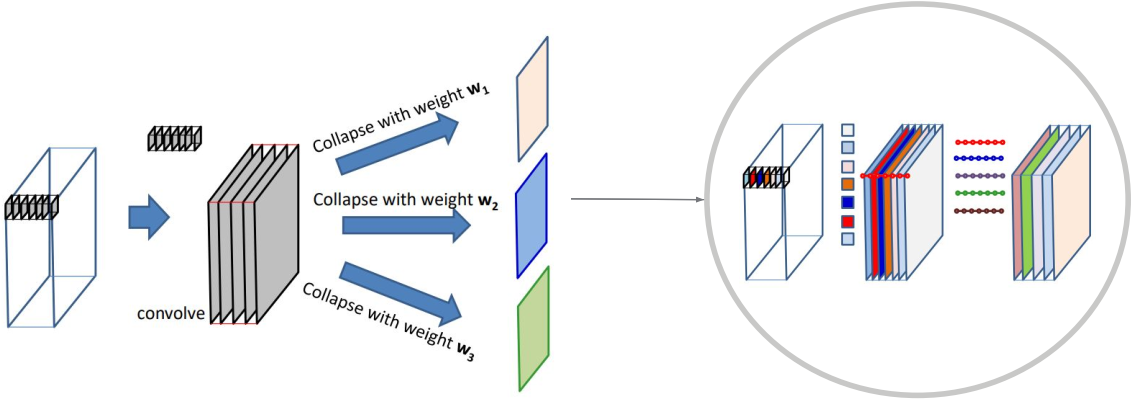 Collapse with weight w1
Collapse with weight w2
convolve
Collapse with weight w3